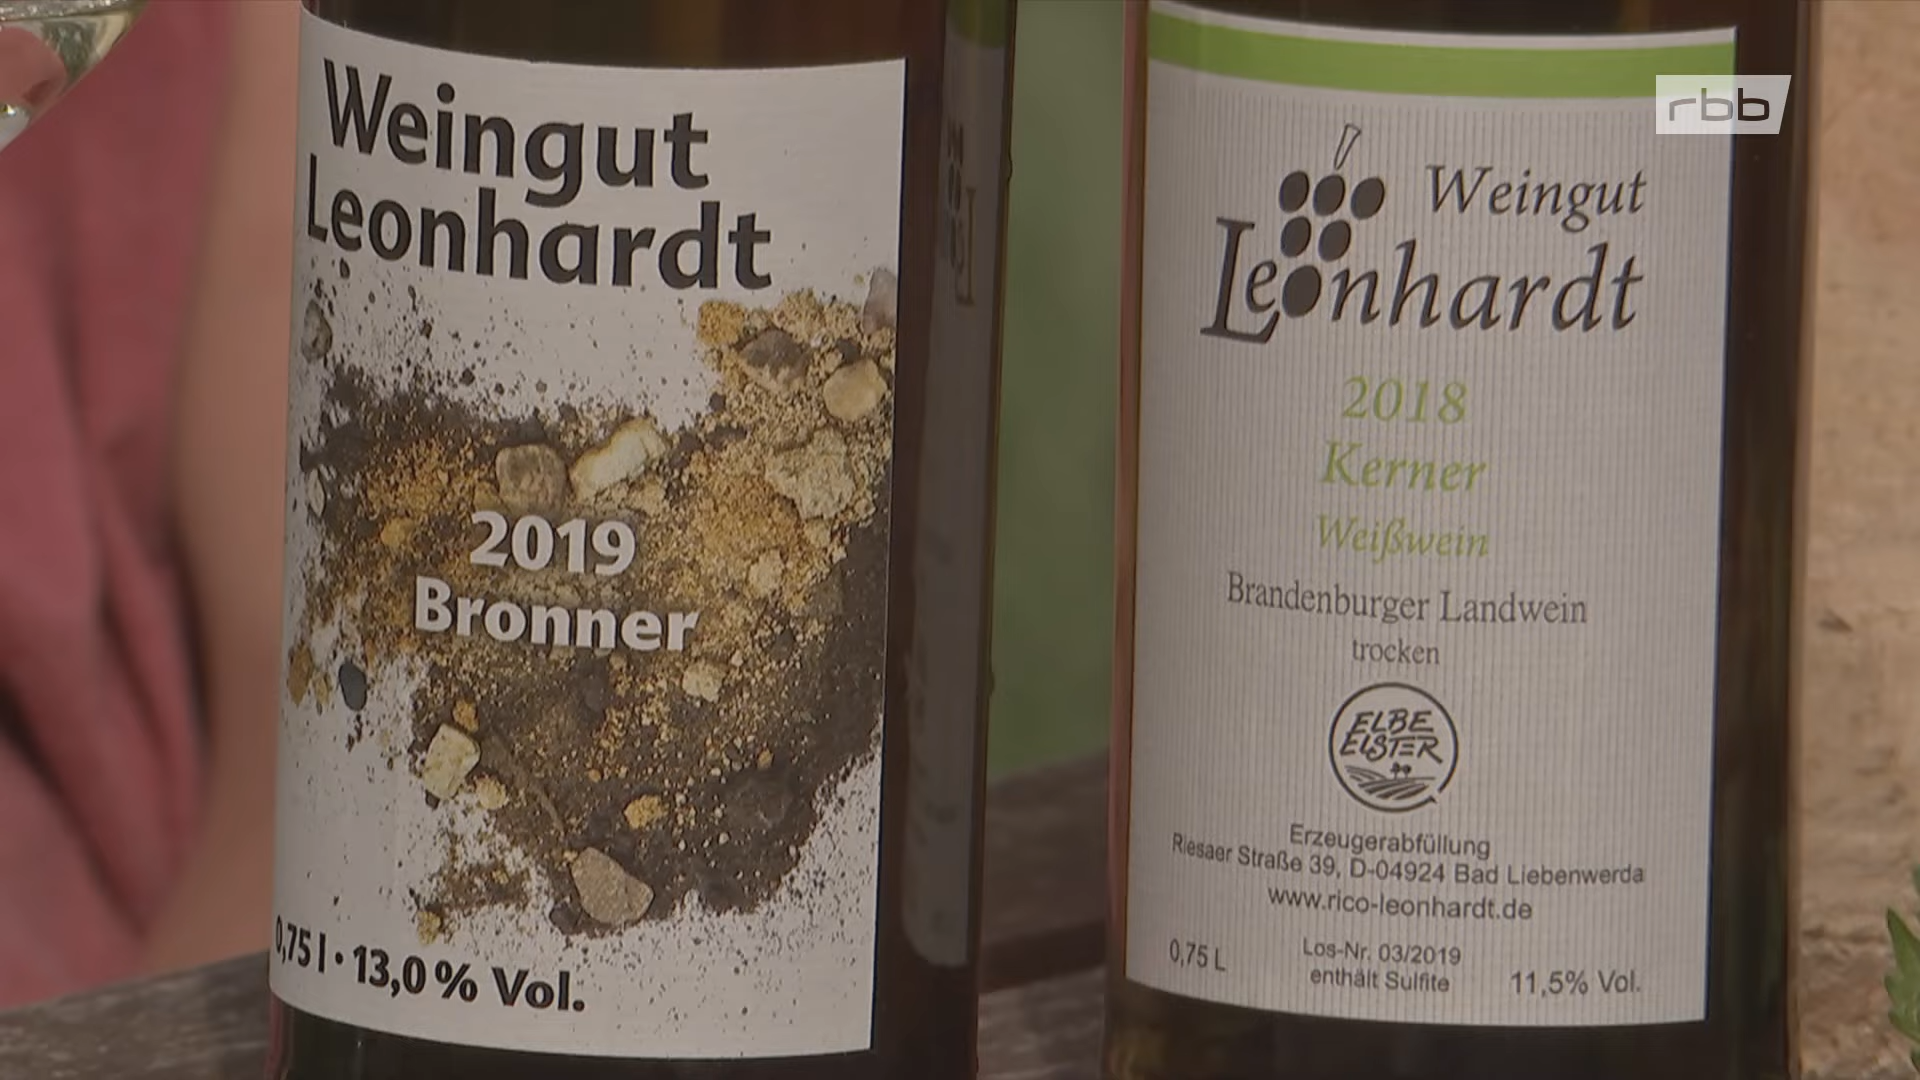 Weingut
Leonhardt
2019
Bronner
0,75 l · 13,0 % Vol.
rbb
Weingut
Leonhardt
2018
Kerner
Weißwein
Brandenburger Landwein
trocken
ELBE
ELSTER
Erzeugerabfüllung
Riesaer Straße 39, D-04924 Bad Liebenwerda
www.rico-leonhardt.de
0,75 L
Los-Nr. 03/2019
enthält Sulfite
11,5% Vol.